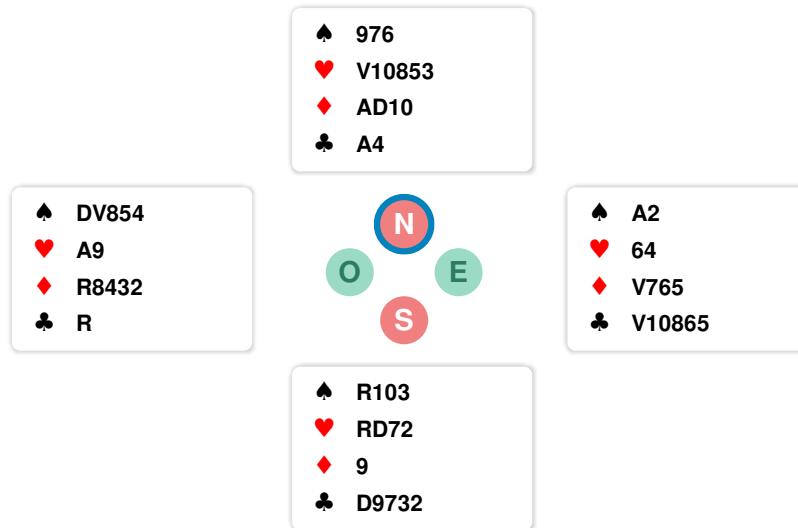 ♠ 976
♥ V10853
♦ AD10
♣ A4
♠ DV854
♥ A9
♦ R8432
♣ R
N
O E
S
♠ A2
♥ 64
♦ V765
♣ V10865
♠ R103
♥ RD72
♦ 9
♣ D9732